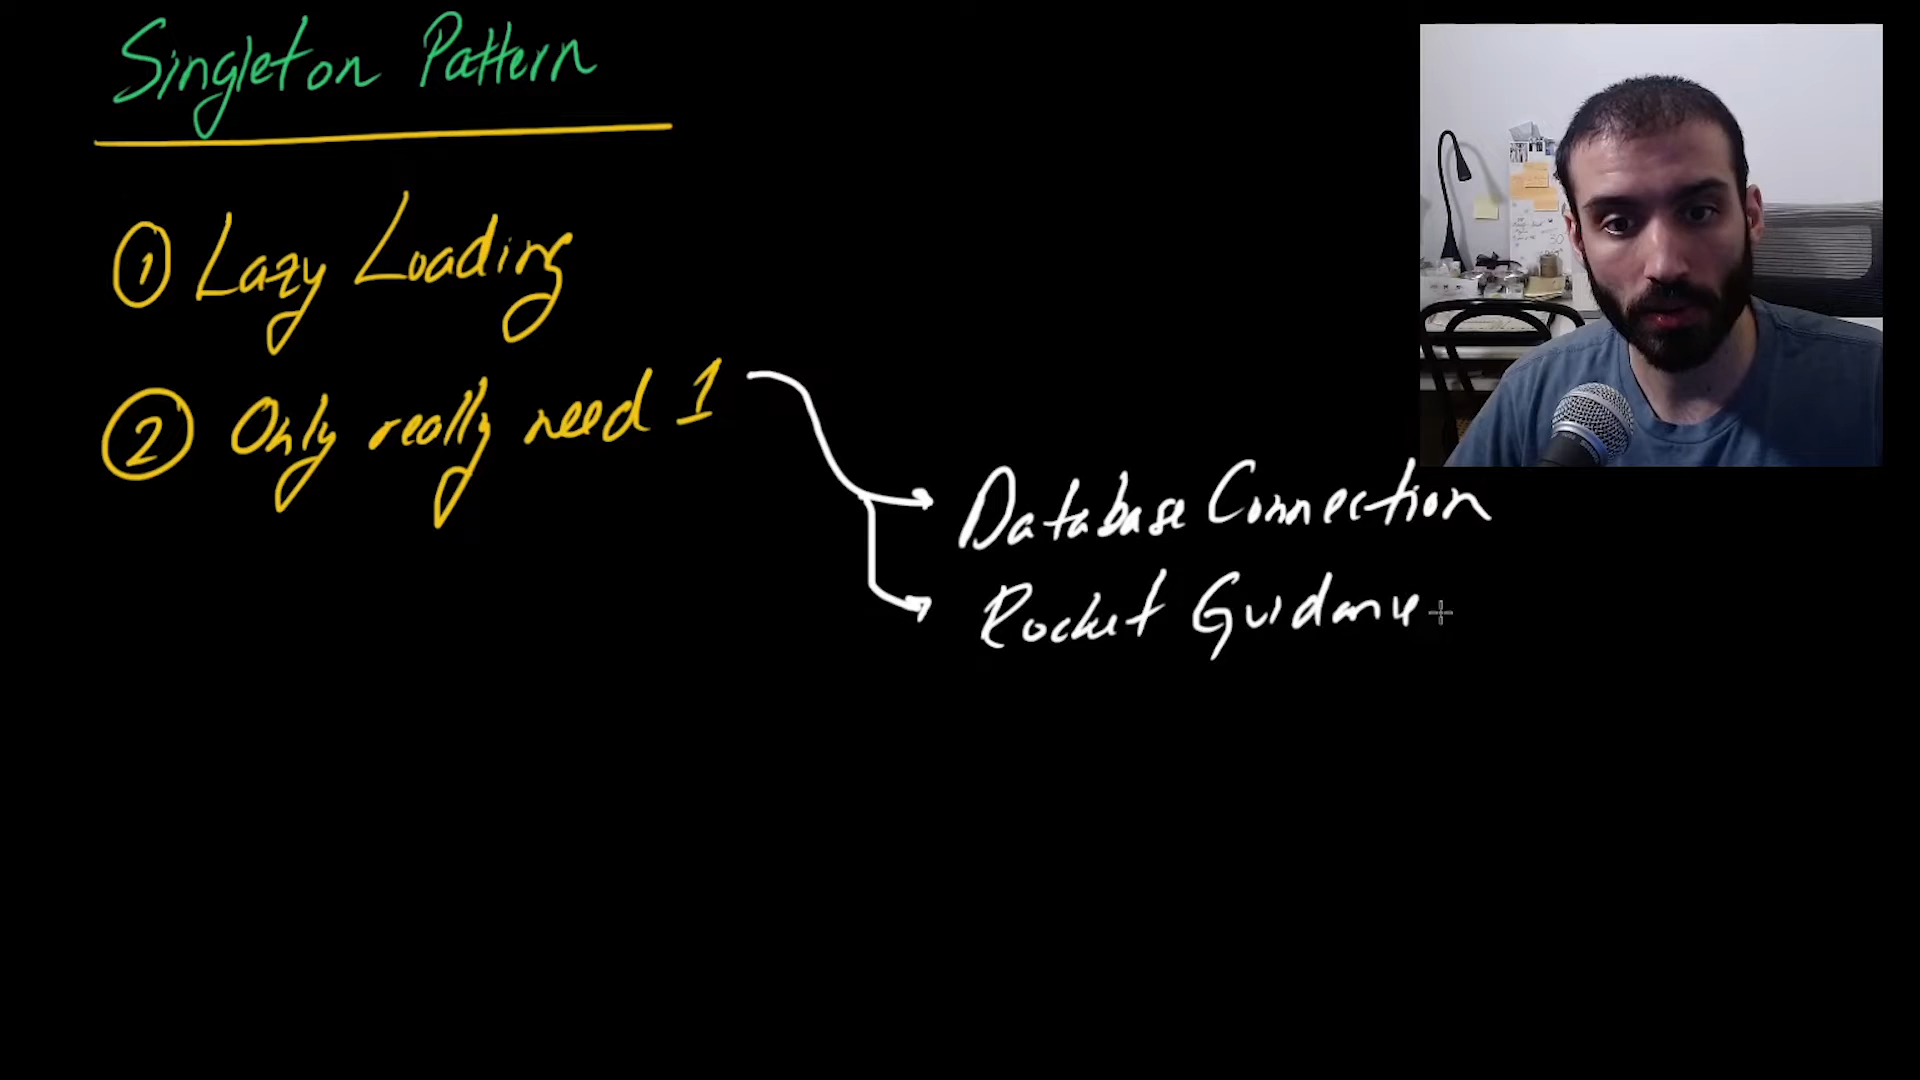 Singleton Pattern
① Lazy Loading
② Only really need 1
Database Connection
Rocket Guidance